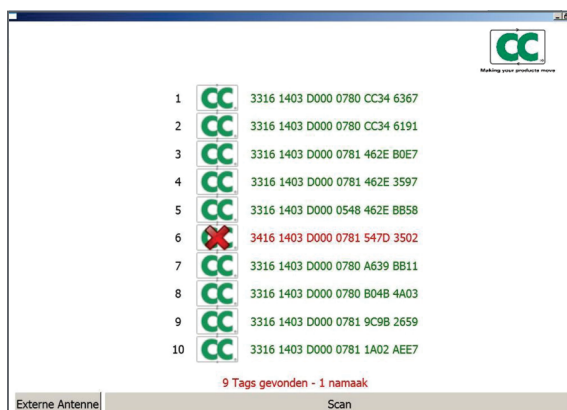 CC
Making your products move
1 CC 3316 1403 D000 0780 CC34 6367
2 CC 3316 1403 D000 0780 CC34 6191
3 CC 3316 1403 D000 0781 462E B0E7
4 CC 3316 1403 D000 0781 462E 3597
5 CC 3316 1403 D000 0548 462E BB58
6 3416 1403 D000 0781 547D 3502
7 CC 3316 1403 D000 0780 A639 BB11
8 CC 3316 1403 D000 0780 B04B 4A03
9 CC 3316 1403 D000 0781 9C9B 2659
10 CC 3316 1403 D000 0781 1A02 AEE7
9 Tags gevonden - 1 namaak
Externe Antenne Scan